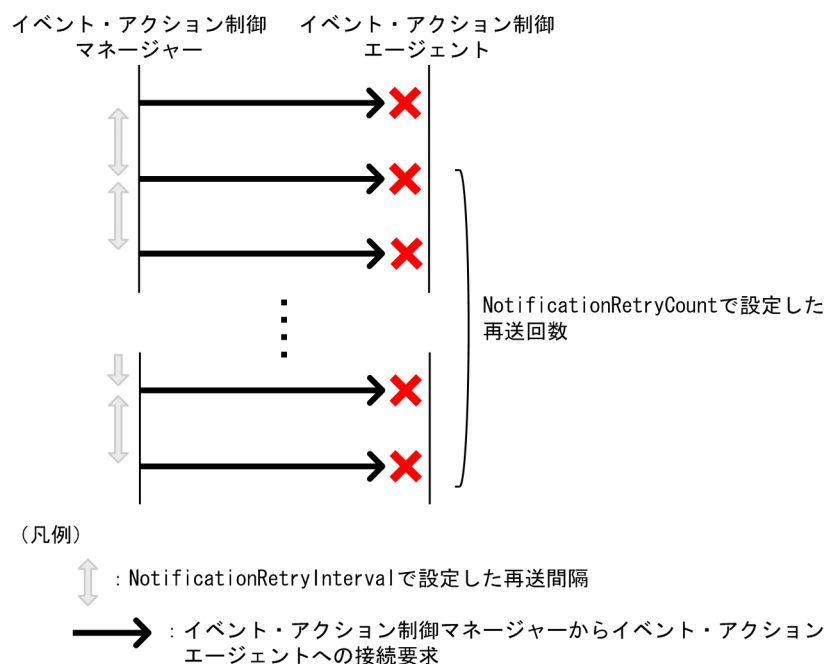 イベント・アクション制御
マネージャー
イベント・アクション制御
エージェント
NotificationRetryCountで設定した
再送回数
(凡例)
:NotificationRetryIntervalで設定した再送間隔
:イベント・アクション制御マネージャーからイベント・アクション
エージェントへの接続要求